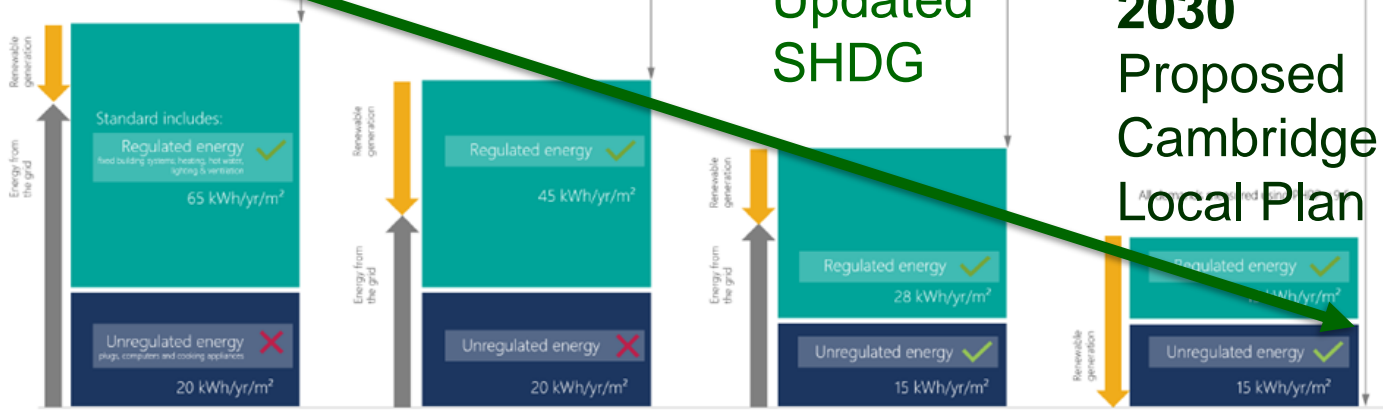 Updated
SHDG
2030
Proposed
Cambridge
Local Plan
Renewable
generation
Energy from
the grid
Standard includes:
Regulated energy
fixed building systems, heating, hot water,
lighting & ventilation
65 kWh/yr/m²
Unregulated energy
plugs, computers and cooking appliances
20 kWh/yr/m²
Renewable
generation
Energy from
the grid
Regulated energy
45 kWh/yr/m²
Unregulated energy
20 kWh/yr/m²
Renewable
generation
Energy from
the grid
Regulated energy
28 kWh/yr/m²
Unregulated energy
15 kWh/yr/m²
Renewable
generation
Regulated energy
kWh/yr/m²
Unregulated energy
15 kWh/yr/m²